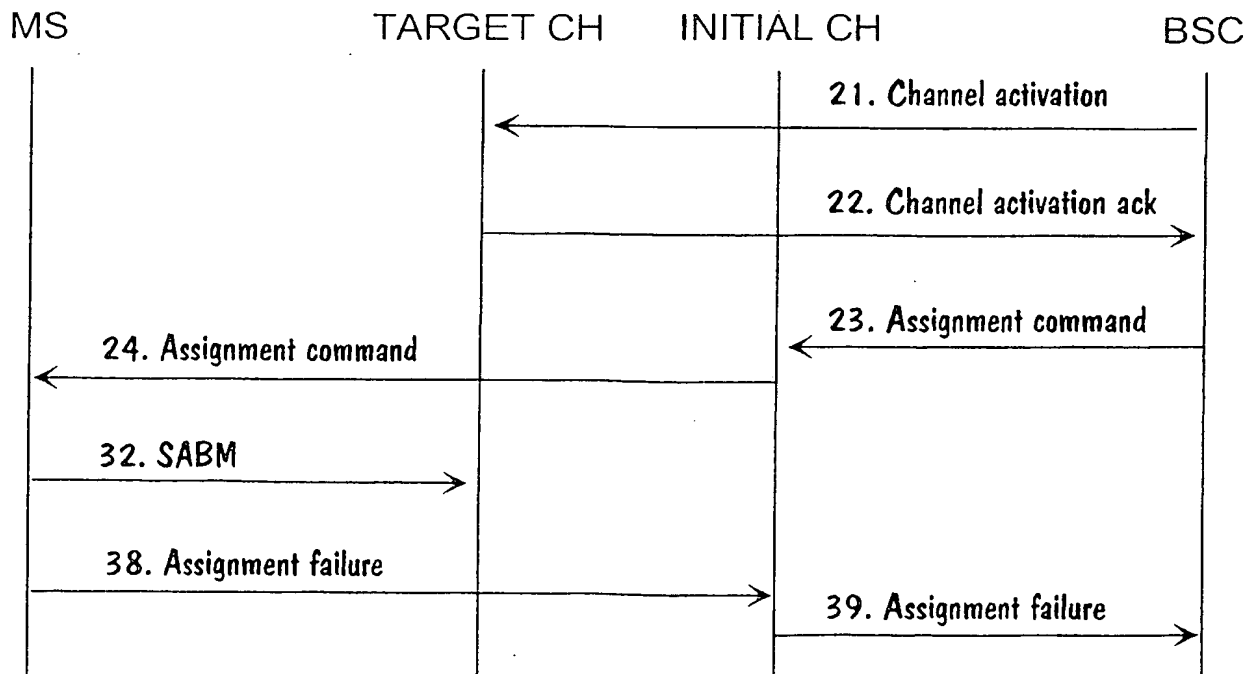 MS TARGET CH INITIAL CH BSC
21. Channel activation
22. Channel activation ack
23. Assignment command
24. Assignment command
32. SABM
38. Assignment failure
39. Assignment failure